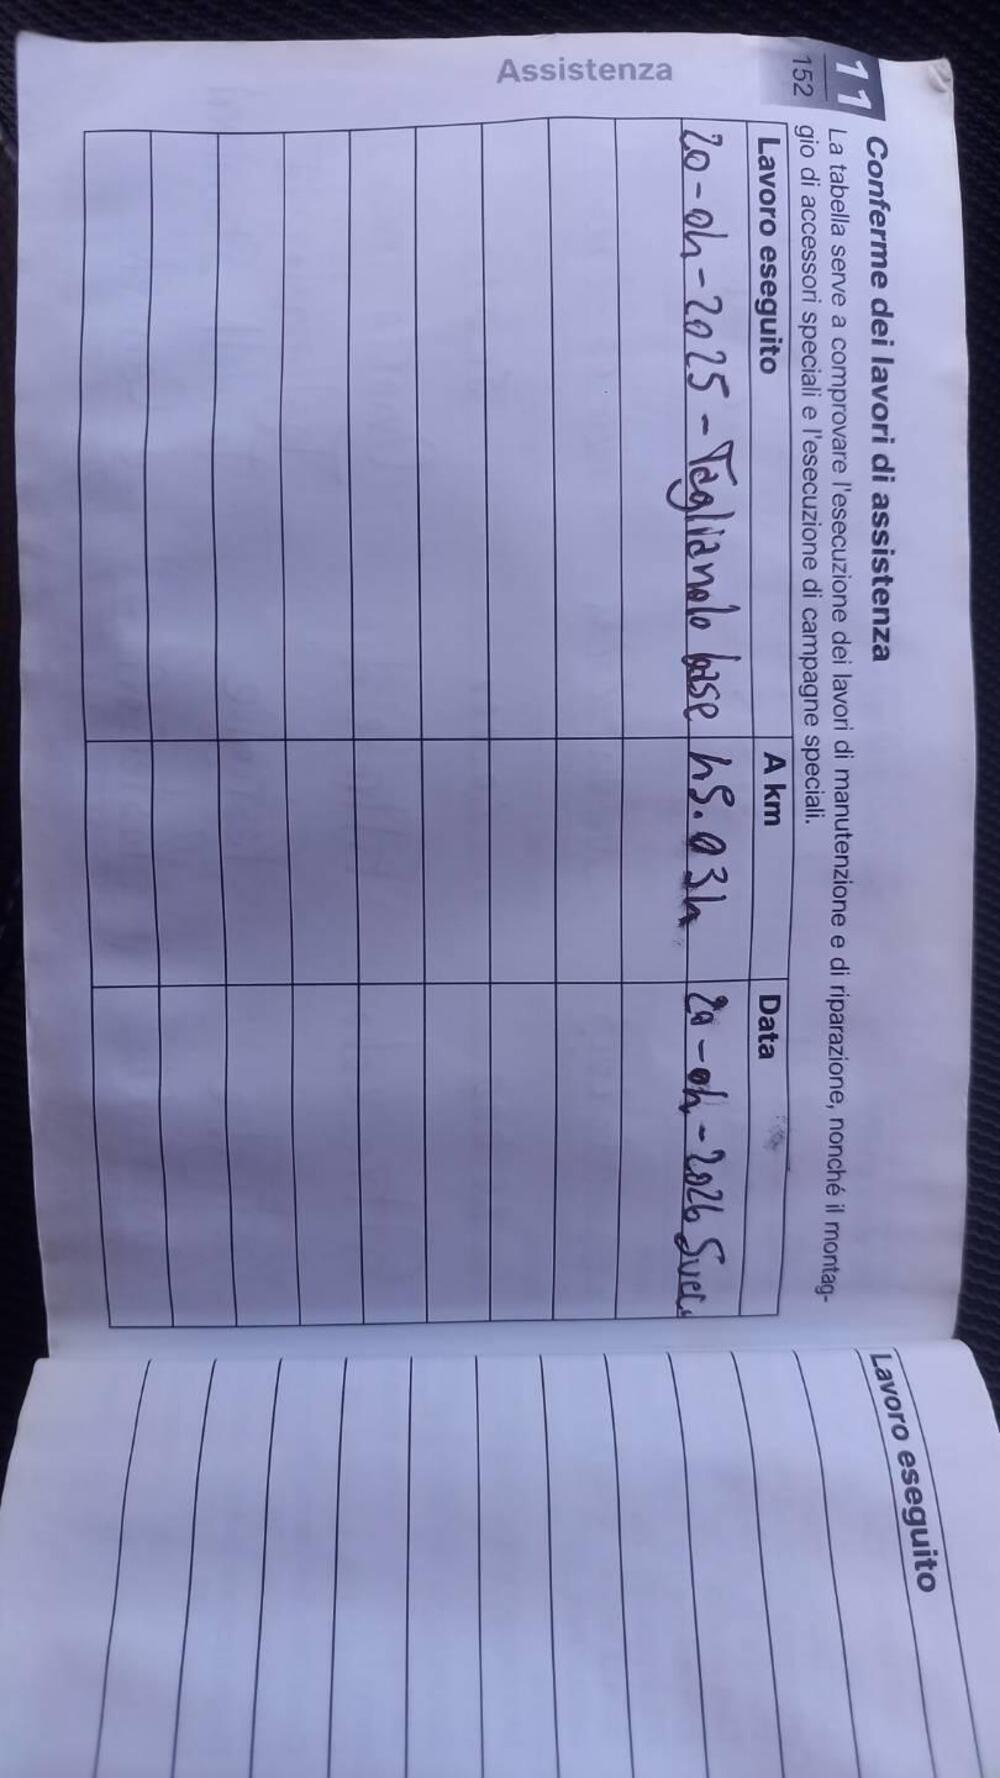 Assistenza
11
152
Conferme dei lavori di assistenza
La tabella serve a comprovare l'esecuzione dei lavori di manutenzione e di riparazione, nonché il montag-
gio di accessori speciali e l'esecuzione di campagne speciali.
Lavoro eseguito A km Data
20-04-2025 - Taglianolo base 45.034 20-04-2026 Succ.
Lavoro eseguito